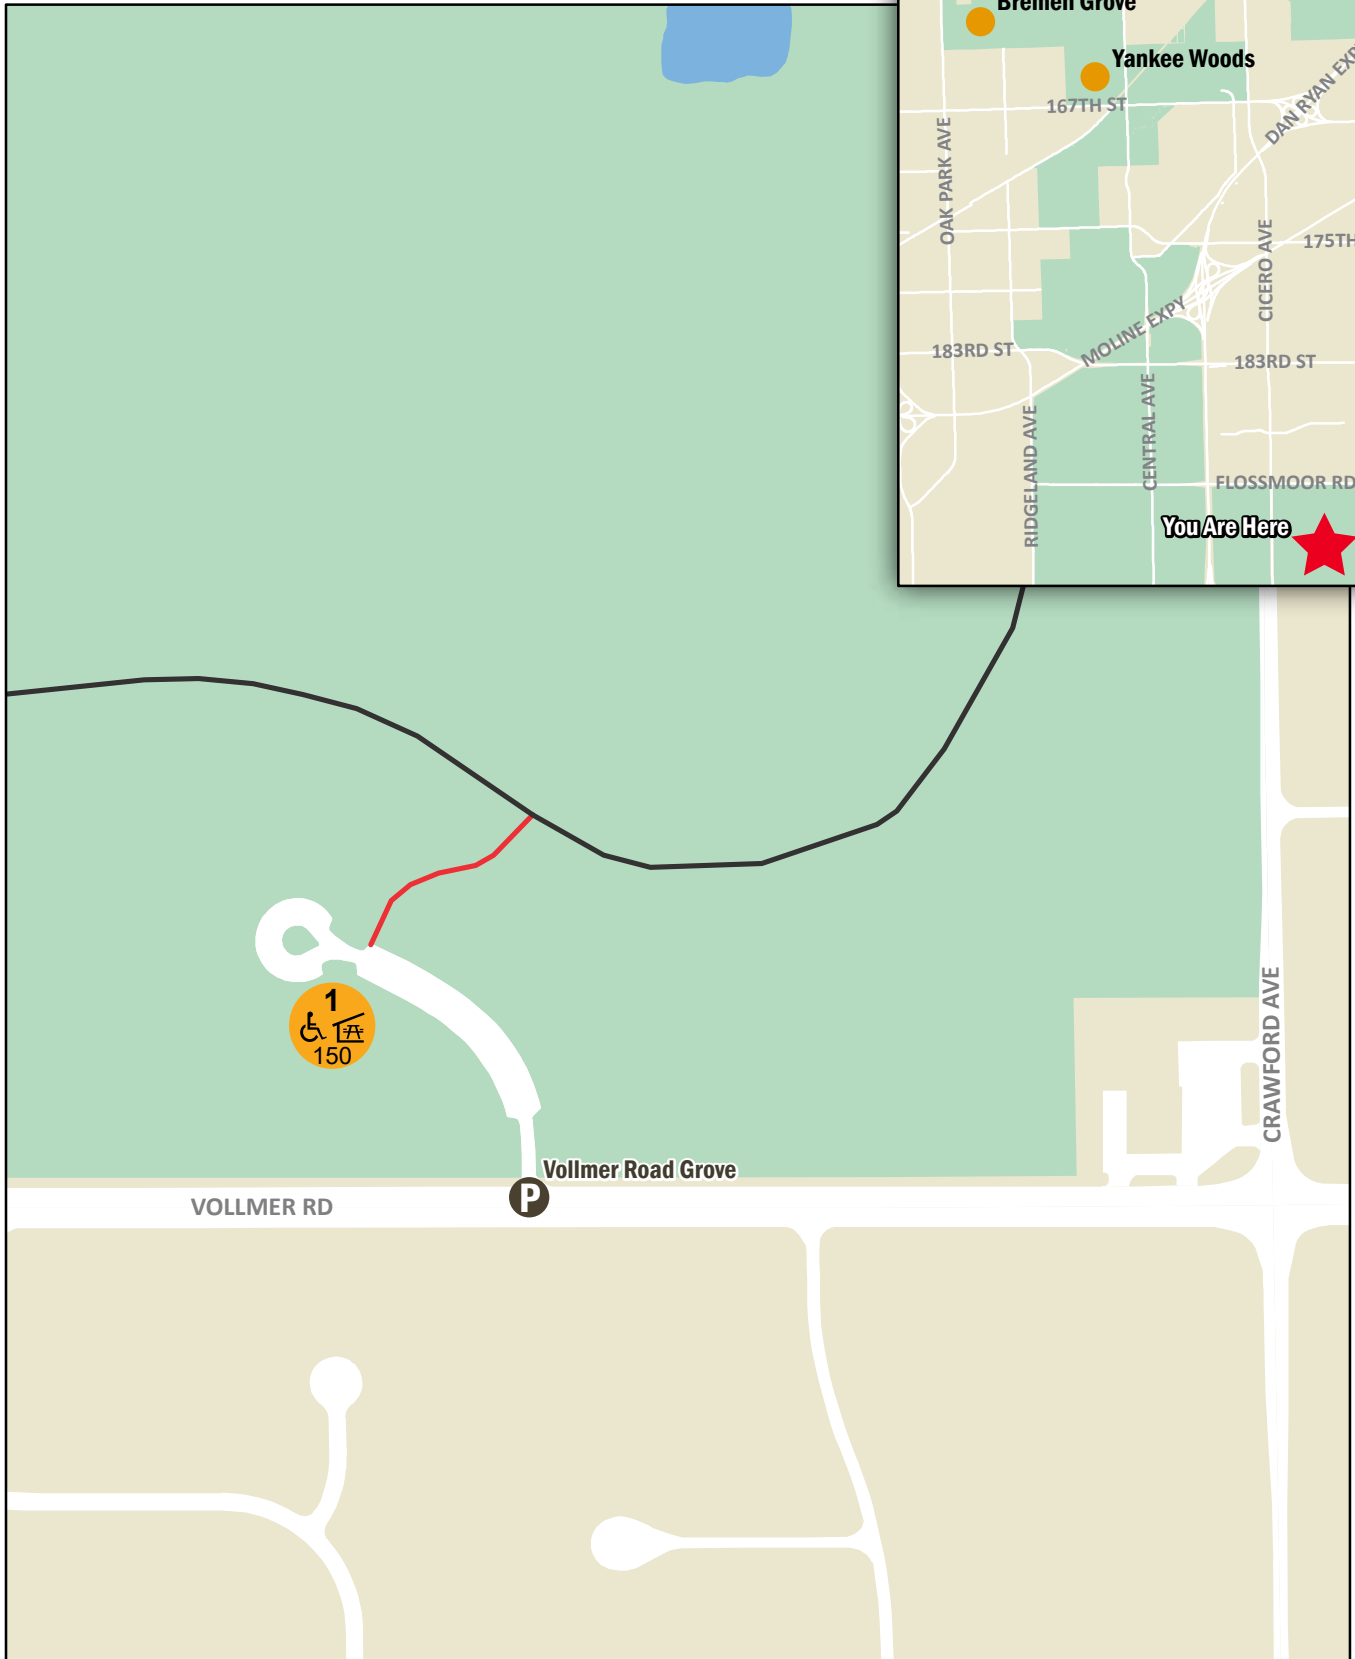 Bremen Grove
Yankee Woods
167TH ST
DAN RYAN EXPY
OAK PARK AVE
CICERO AVE
175TH
MOLINE EXPY
183RD ST
183RD ST
CENTRAL AVE
RIDGELAND AVE
FLOSSMOOR RD
You Are Here
CRAWFORD AVE
1
150
Vollmer Road Grove
P
VOLLMER RD